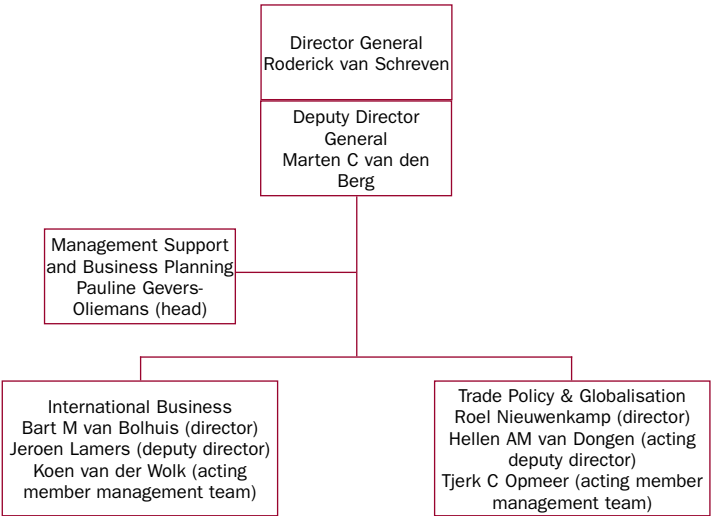 Director General
Roderick van Schreven
Deputy Director
General
Marten C van den
Berg
Management Support
and Business Planning
Pauline Gevers-
Oliemans (head)
International Business
Bart M van Bolhuis (director)
Jeroen Lamers (deputy director)
Koen van der Wolk (acting
member management team)
Trade Policy & Globalisation
Roel Nieuwenkamp (director)
Hellen AM van Dongen (acting
deputy director)
Tjerk C Opmeer (acting member
management team)